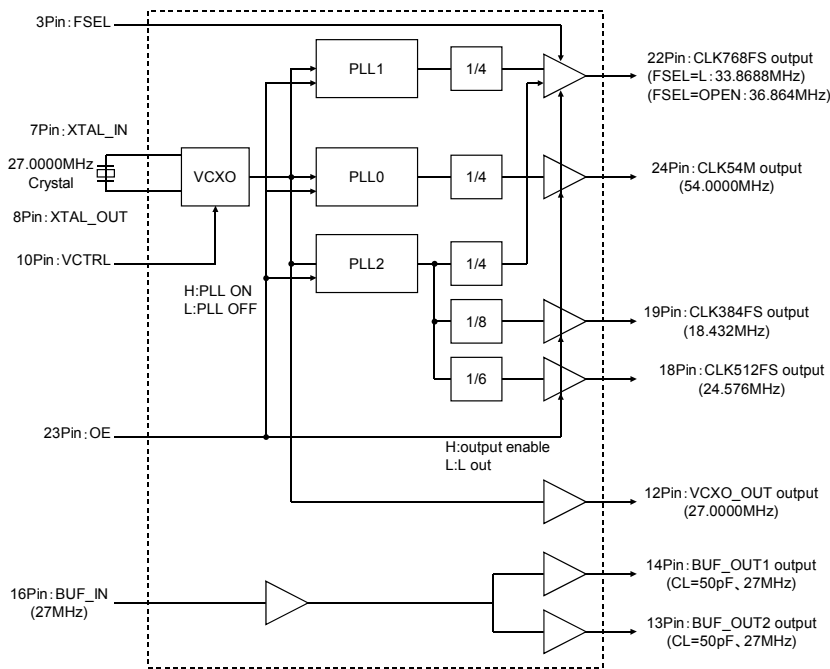 3Pin:FSEL
PLL1
1/4
22Pin:CLK768FS output
(FSEL=L:33.8688MHz)
(FSEL=OPEN:36.864MHz)
7Pin:XTAL_IN
27.0000MHz
Crystal
VCXO
PLL0
1/4
24Pin:CLK54M output
(54.0000MHz)
8Pin:XTAL_OUT
10Pin:VCTRL
PLL2
1/4
H:PLL ON
L:PLL OFF
1/8
19Pin:CLK384FS output
(18.432MHz)
1/6
18Pin:CLK512FS output
(24.576MHz)
23Pin:OE
H:output enable
L:L out
12Pin:VCXO_OUT output
(27.0000MHz)
14Pin:BUF_OUT1 output
(CL=50pF、27MHz)
16Pin:BUF_IN
(27MHz)
13Pin:BUF_OUT2 output
(CL=50pF、27MHz)